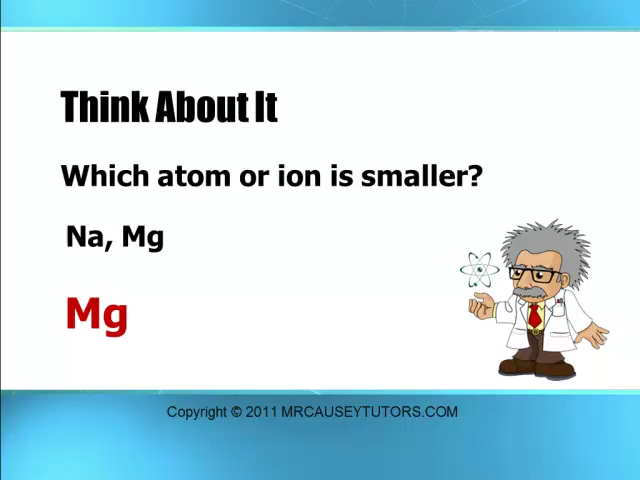 Think About It
Which atom or ion is smaller?
Na, Mg
Mg
Copyright © 2011 MRCAUSEYTUTORS.COM